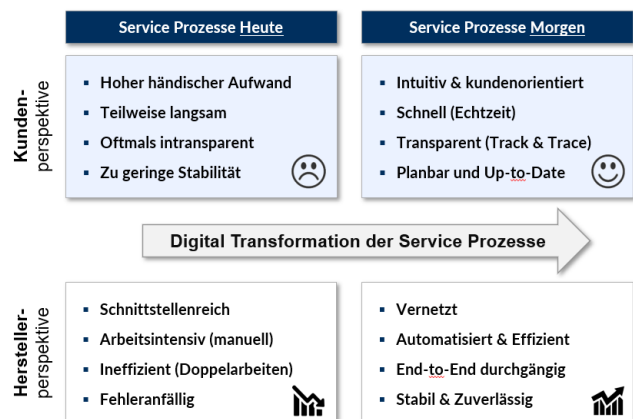 Service Prozesse Heute
Service Prozesse Morgen
Kunden-
perspektive
Hoher händischer Aufwand
Teilweise langsam
Oftmals intransparent
Zu geringe Stabilität
Intuitiv & kundenorientiert
Schnell (Echtzeit)
Transparent (Track & Trace)
Planbar und Up-to-Date
Digital Transformation der Service Prozesse
Hersteller-
perspektive
Schnittstellenreich
Arbeitsintensiv (manuell)
Ineffizient (Doppelarbeiten)
Fehleranfällig
Vernetzt
Automatisiert & Effizient
End-to-End durchgängig
Stabil & Zuverlässig